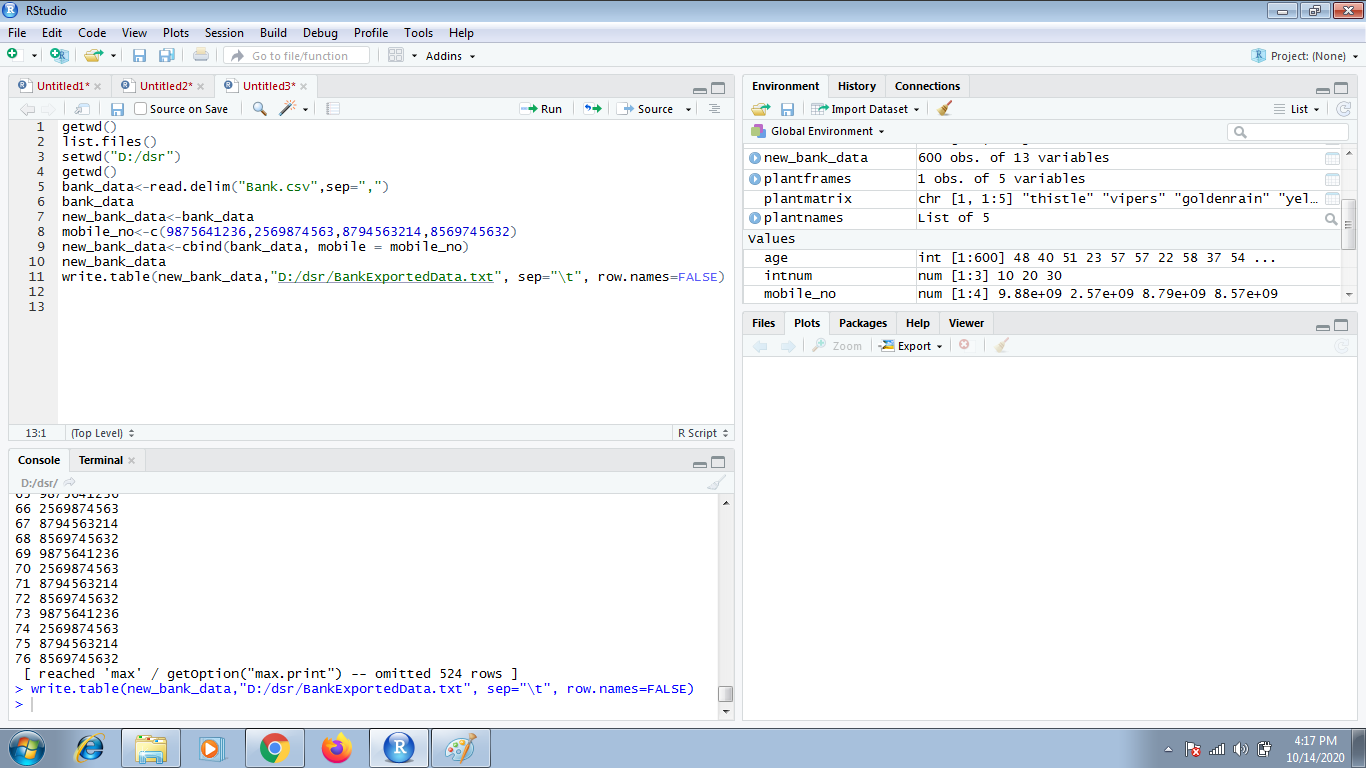 RStudio
File Edit Code View Plots Session Build Debug Profile Tools Help
Go to file/function Addins Project: (None)
Untitled1* Untitled2* Untitled3*
Source on Save Run Source
1 getwd()
2 list.files()
3 setwd("D:/dsr")
4 getwd()
5 bank_data<-read.delim("Bank.csv",sep=",")
6 bank_data
7 new_bank_data<-bank_data
8 mobile_no<-c(9875641236,2569874563,8794563214,8569745632)
9 new_bank_data<-cbind(bank_data, mobile = mobile_no)
10 new_bank_data
11 write.table(new_bank_data,"D:/dsr/BankExportedData.txt", sep="\t", row.names=FALSE)
12
13
13:1 (Top Level) R Script
Console Terminal
D:/dsr/
65 9875641236
66 2569874563
67 8794563214
68 8569745632
69 9875641236
70 2569874563
71 8794563214
72 8569745632
73 9875641236
74 2569874563
75 8794563214
76 8569745632
[ reached 'max' / getOption("max.print") -- omitted 524 rows ]
> write.table(new_bank_data,"D:/dsr/BankExportedData.txt", sep="\t", row.names=FALSE)
>
Environment History Connections
Import Dataset List
Global Environment
new_bank_data 600 obs. of 13 variables
plantframes 1 obs. of 5 variables
plantmatrix chr [1, 1:5] "thistle" "vipers" "goldenrain" "yel…
plantnames List of 5
Values
age int [1:600] 48 40 51 23 57 57 22 58 37 54 ...
intnum num [1:3] 10 20 30
mobile_no num [1:4] 9.88e+09 2.57e+09 8.79e+09 8.57e+09
Files Plots Packages Help Viewer
Zoom Export
4:17 PM
10/14/2020